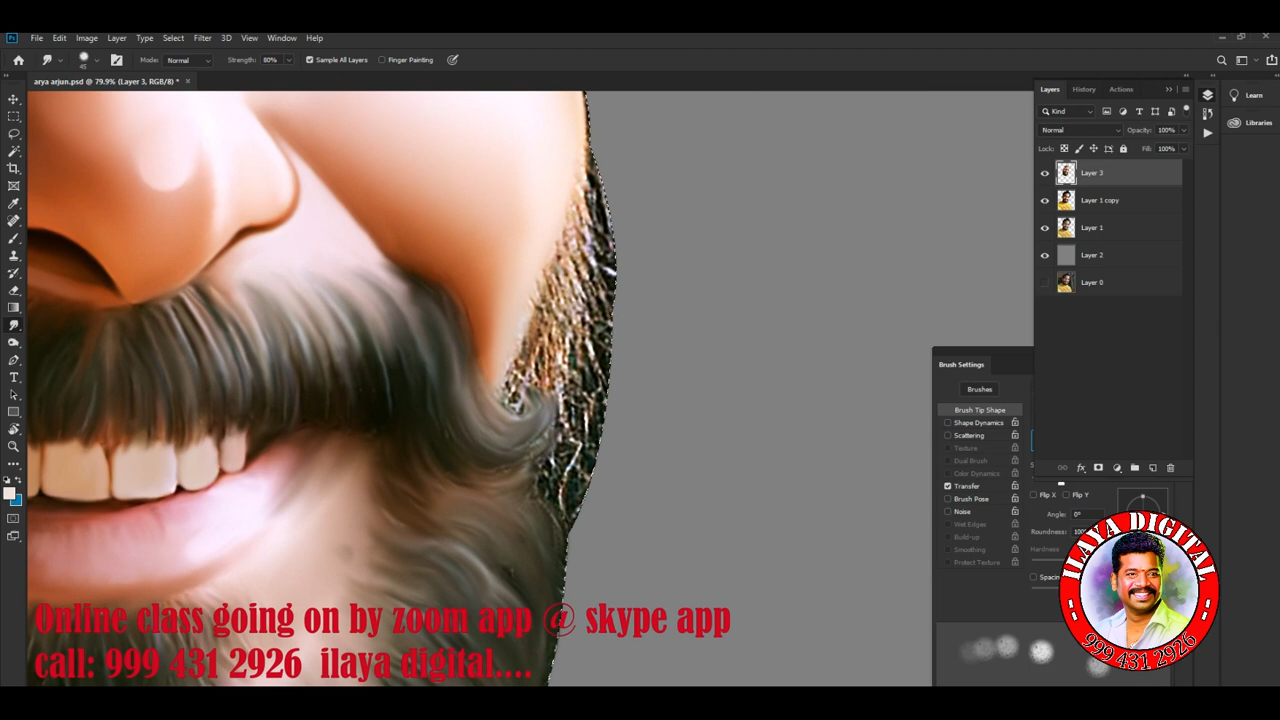 Ps File Edit Image Layer Type Select Filter 3D View Window Help
45 Mode: Normal Strength: 80% Sample All Layers Finger Painting
arya arjun.psd @ 79.9% (Layer 3, RGB/8) * ×
Layers History Actions
Learn
Kind
Libraries
Normal Opacity: 100%
Lock: Fill: 100%
Layer 3
Layer 1 copy
Layer 1
Layer 2
Layer 0
fx
Brush Settings
Brushes
Brush Tip Shape
Shape Dynamics
Scattering
Texture
Dual Brush
Color Dynamics
Transfer
Brush Pose
Noise
Wet Edges
Build-up
Smoothing
Protect Texture
Flip X Flip Y
Angle: 0°
Roundness: 100
Hardness
Spacin
ILAYA DIGITAL
999 431 2926
Online class going on by zoom app @ skype app
call: 999 431 2926 ilaya digital....